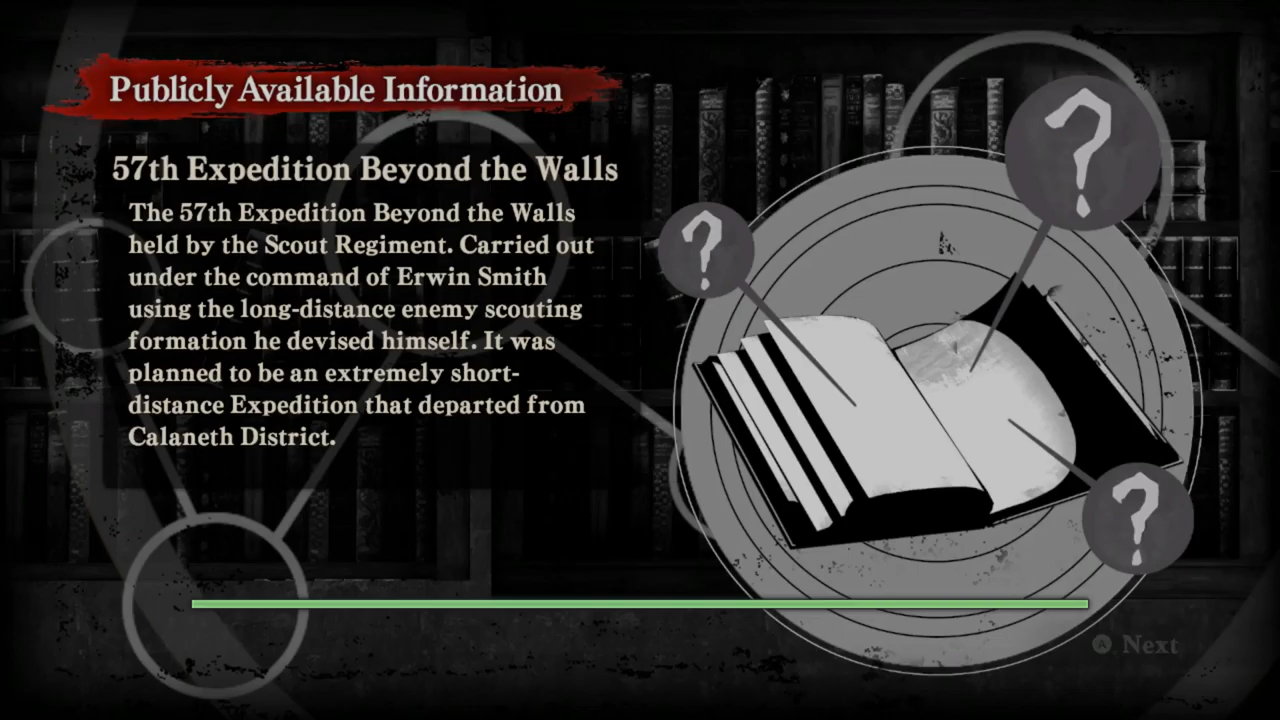 Publicly Available Information
57th Expedition Beyond the Walls
The 57th Expedition Beyond the Walls
held by the Scout Regiment. Carried out
under the command of Erwin Smith
using the long-distance enemy scouting
formation he devised himself. It was
planned to be an extremely short-
distance Expedition that departed from
Calaneth District.
?
?
?
A Next